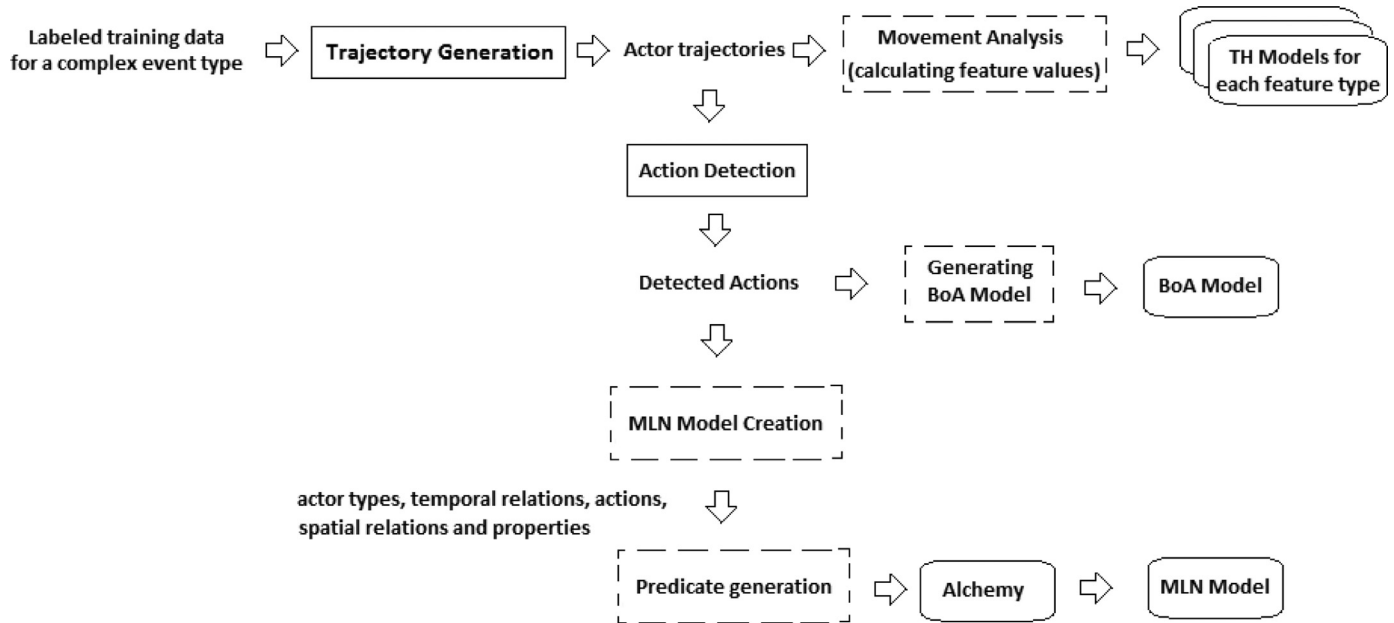 Labeled training data
for a complex event type
Trajectory Generation
Actor trajectories
Movement Analysis
(calculating feature values)
TH Models for
each feature type
Action Detection
Detected Actions
Generating
BoA Model
BoA Model
MLN Model Creation
actor types, temporal relations, actions,
spatial relations and properties
Predicate generation
Alchemy
MLN Model